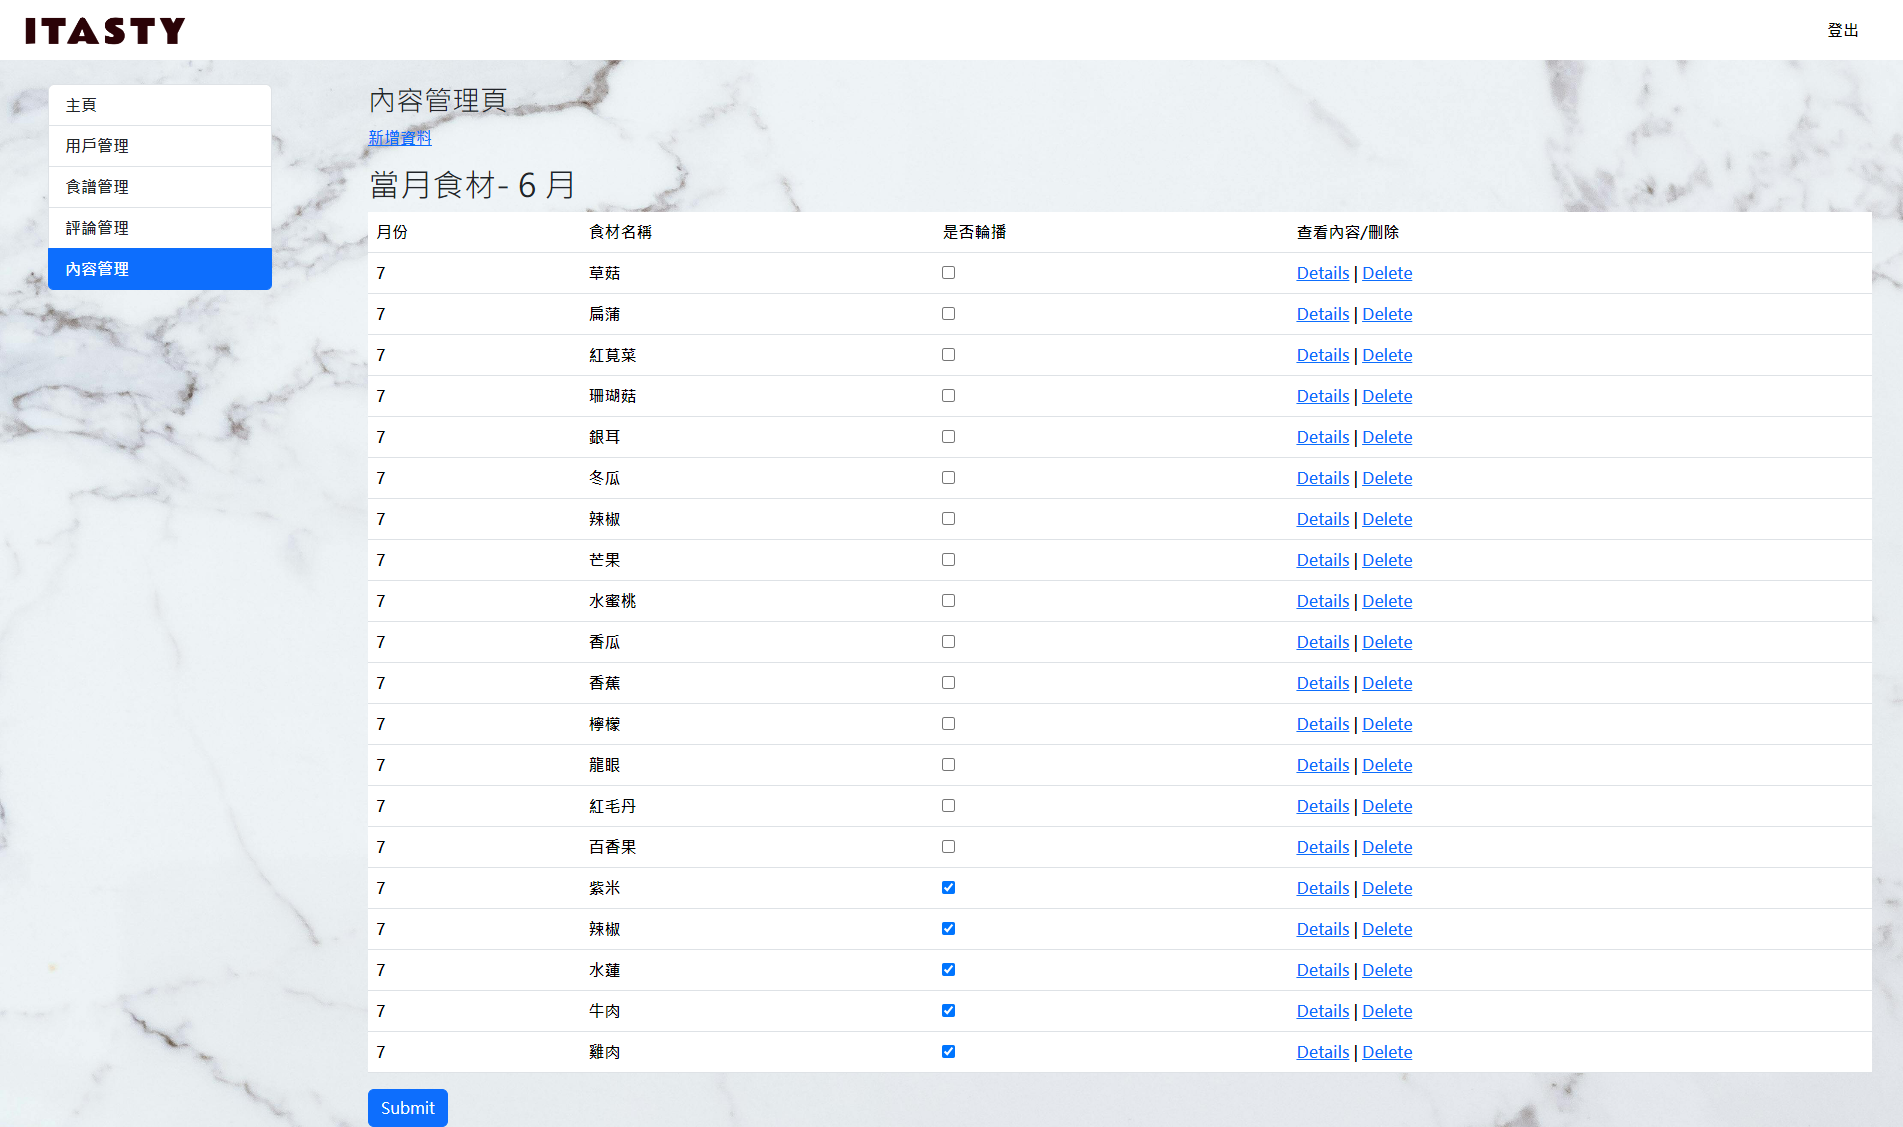 ITASTY
登出
主頁
用戶管理
食譜管理
評論管理
內容管理
內容管理頁
新增資料
當月食材- 6 月
月份 食材名稱 是否輪播 查看內容/刪除
7 草菇 Details | Delete
7 扁蒲 Details | Delete
7 紅莧菜 Details | Delete
7 珊瑚菇 Details | Delete
7 銀耳 Details | Delete
7 冬瓜 Details | Delete
7 辣椒 Details | Delete
7 芒果 Details | Delete
7 水蜜桃 Details | Delete
7 香瓜 Details | Delete
7 香蕉 Details | Delete
7 檸檬 Details | Delete
7 龍眼 Details | Delete
7 紅毛丹 Details | Delete
7 百香果 Details | Delete
7 紫米 Details | Delete
7 辣椒 Details | Delete
7 水蓮 Details | Delete
7 牛肉 Details | Delete
7 雞肉 Details | Delete
Submit